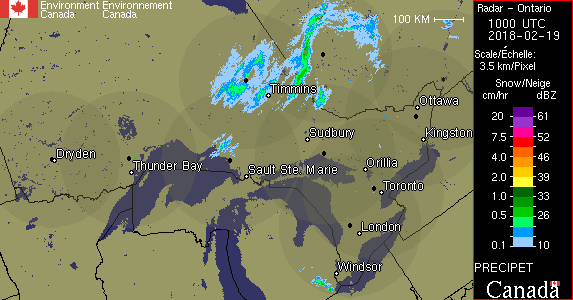 Environment Environnement
Canada Canada
100 KM
Radar - Ontario
1000 UTC
2018-02-19
Scale/Échelle:
3.5 km/Pixel
Snow/Neige
cm/hr dBZ
20 61
7.5 52
4.0 46
2.0 39
1.0 33
0.5 26
0.1 10
PRECIPET
Canada
Timmins
Ottawa
Sudbury
Kingston
Dryden
Thunder Bay
Sault Ste. Marie
Orillia
Toronto
London
Windsor